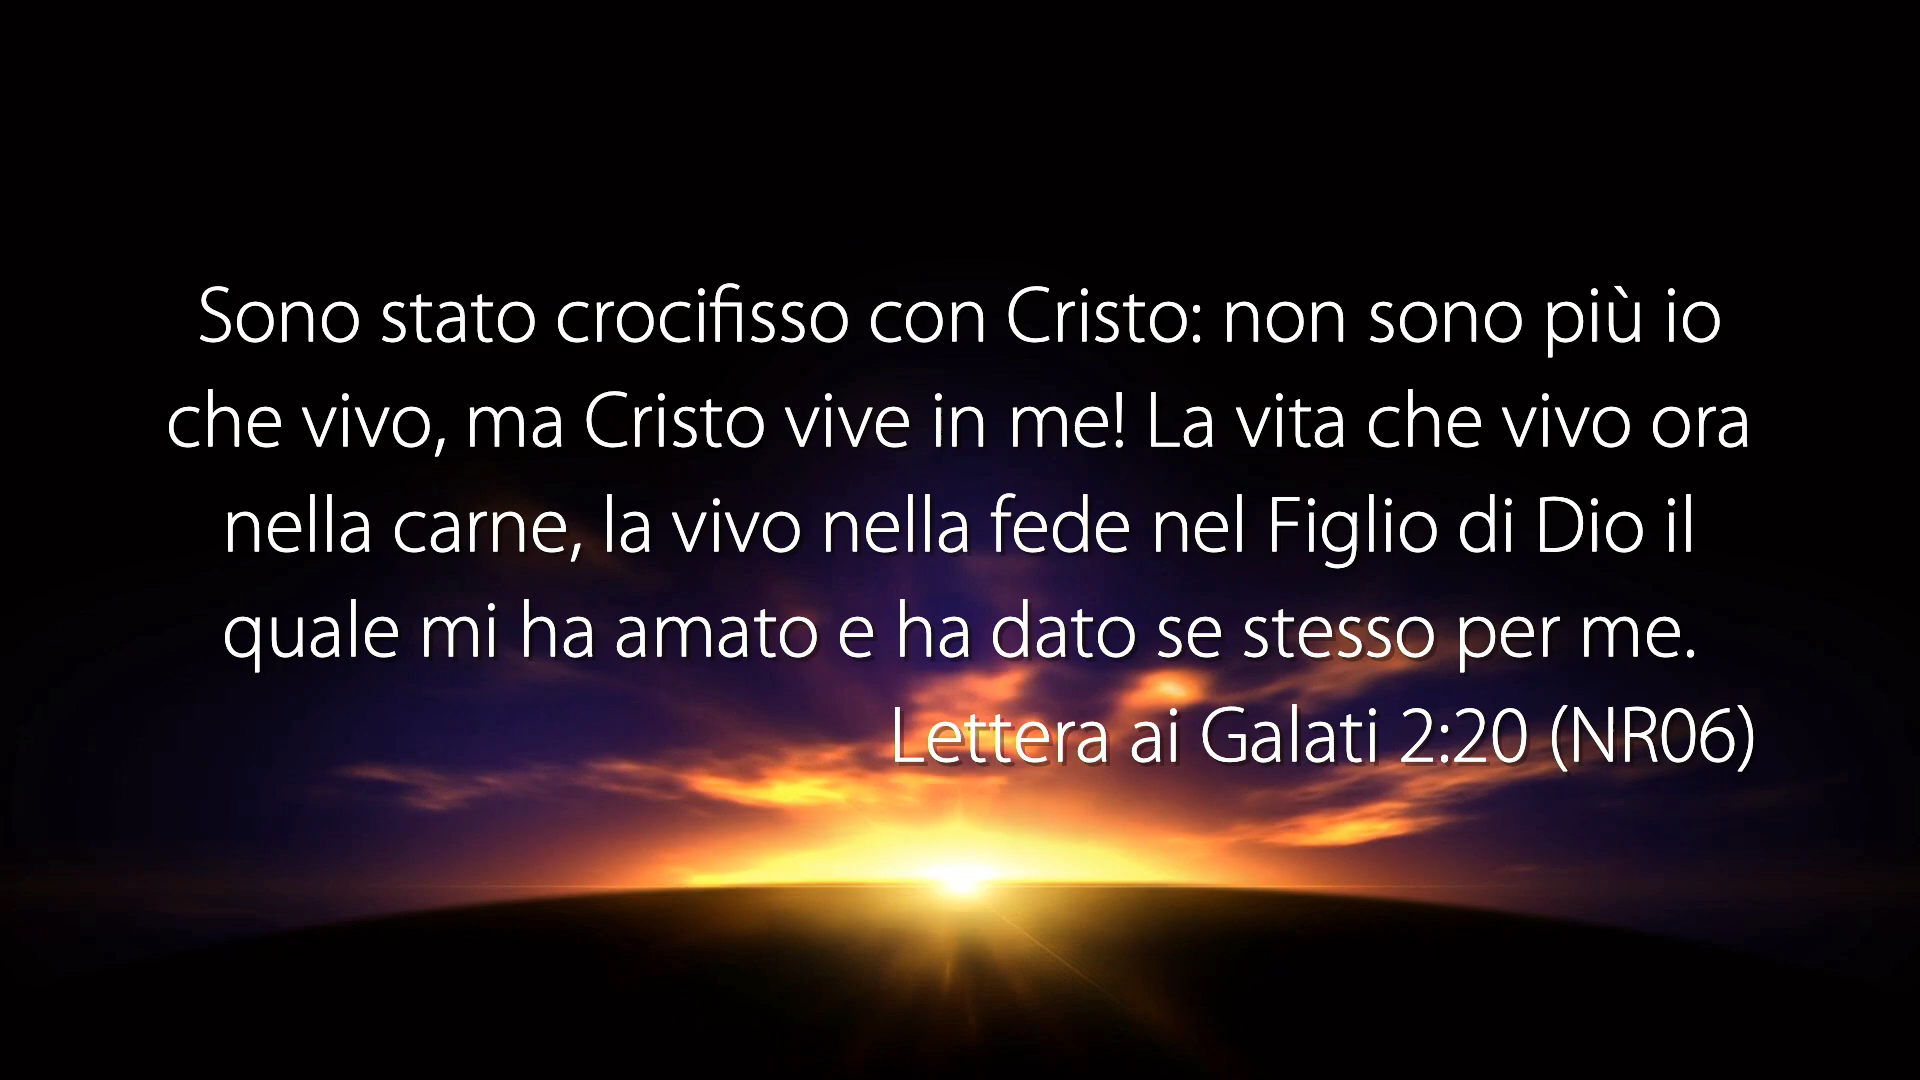 Sono stato crocifisso con Cristo: non sono più io
che vivo, ma Cristo vive in me! La vita che vivo ora
nella carne, la vivo nella fede nel Figlio di Dio il
quale mi ha amato e ha dato se stesso per me.
Lettera ai Galati 2:20 (NR06)